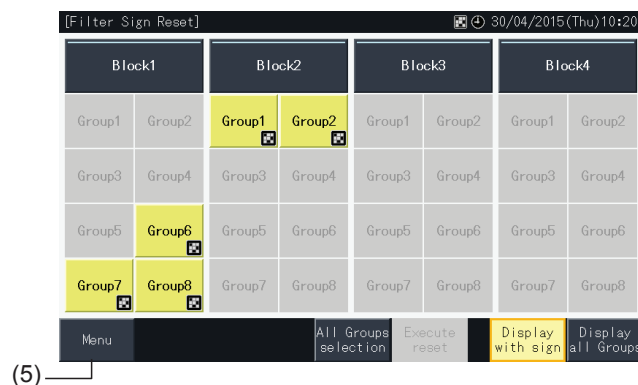 [Filter Sign Reset] 30/04/2015(Thu)10:20
Block1 Block2 Block3 Block4
Group1 Group2 Group1 Group2 Group1 Group2 Group1 Group2
Group3 Group4 Group3 Group4 Group3 Group4 Group3 Group4
Group5 Group6 Group5 Group6 Group5 Group6 Group5 Group6
Group7 Group8 Group7 Group8 Group7 Group8 Group7 Group8
Menu
All Groups
selection
Execute
reset
Display
with sign
Display
all Groups
(5)